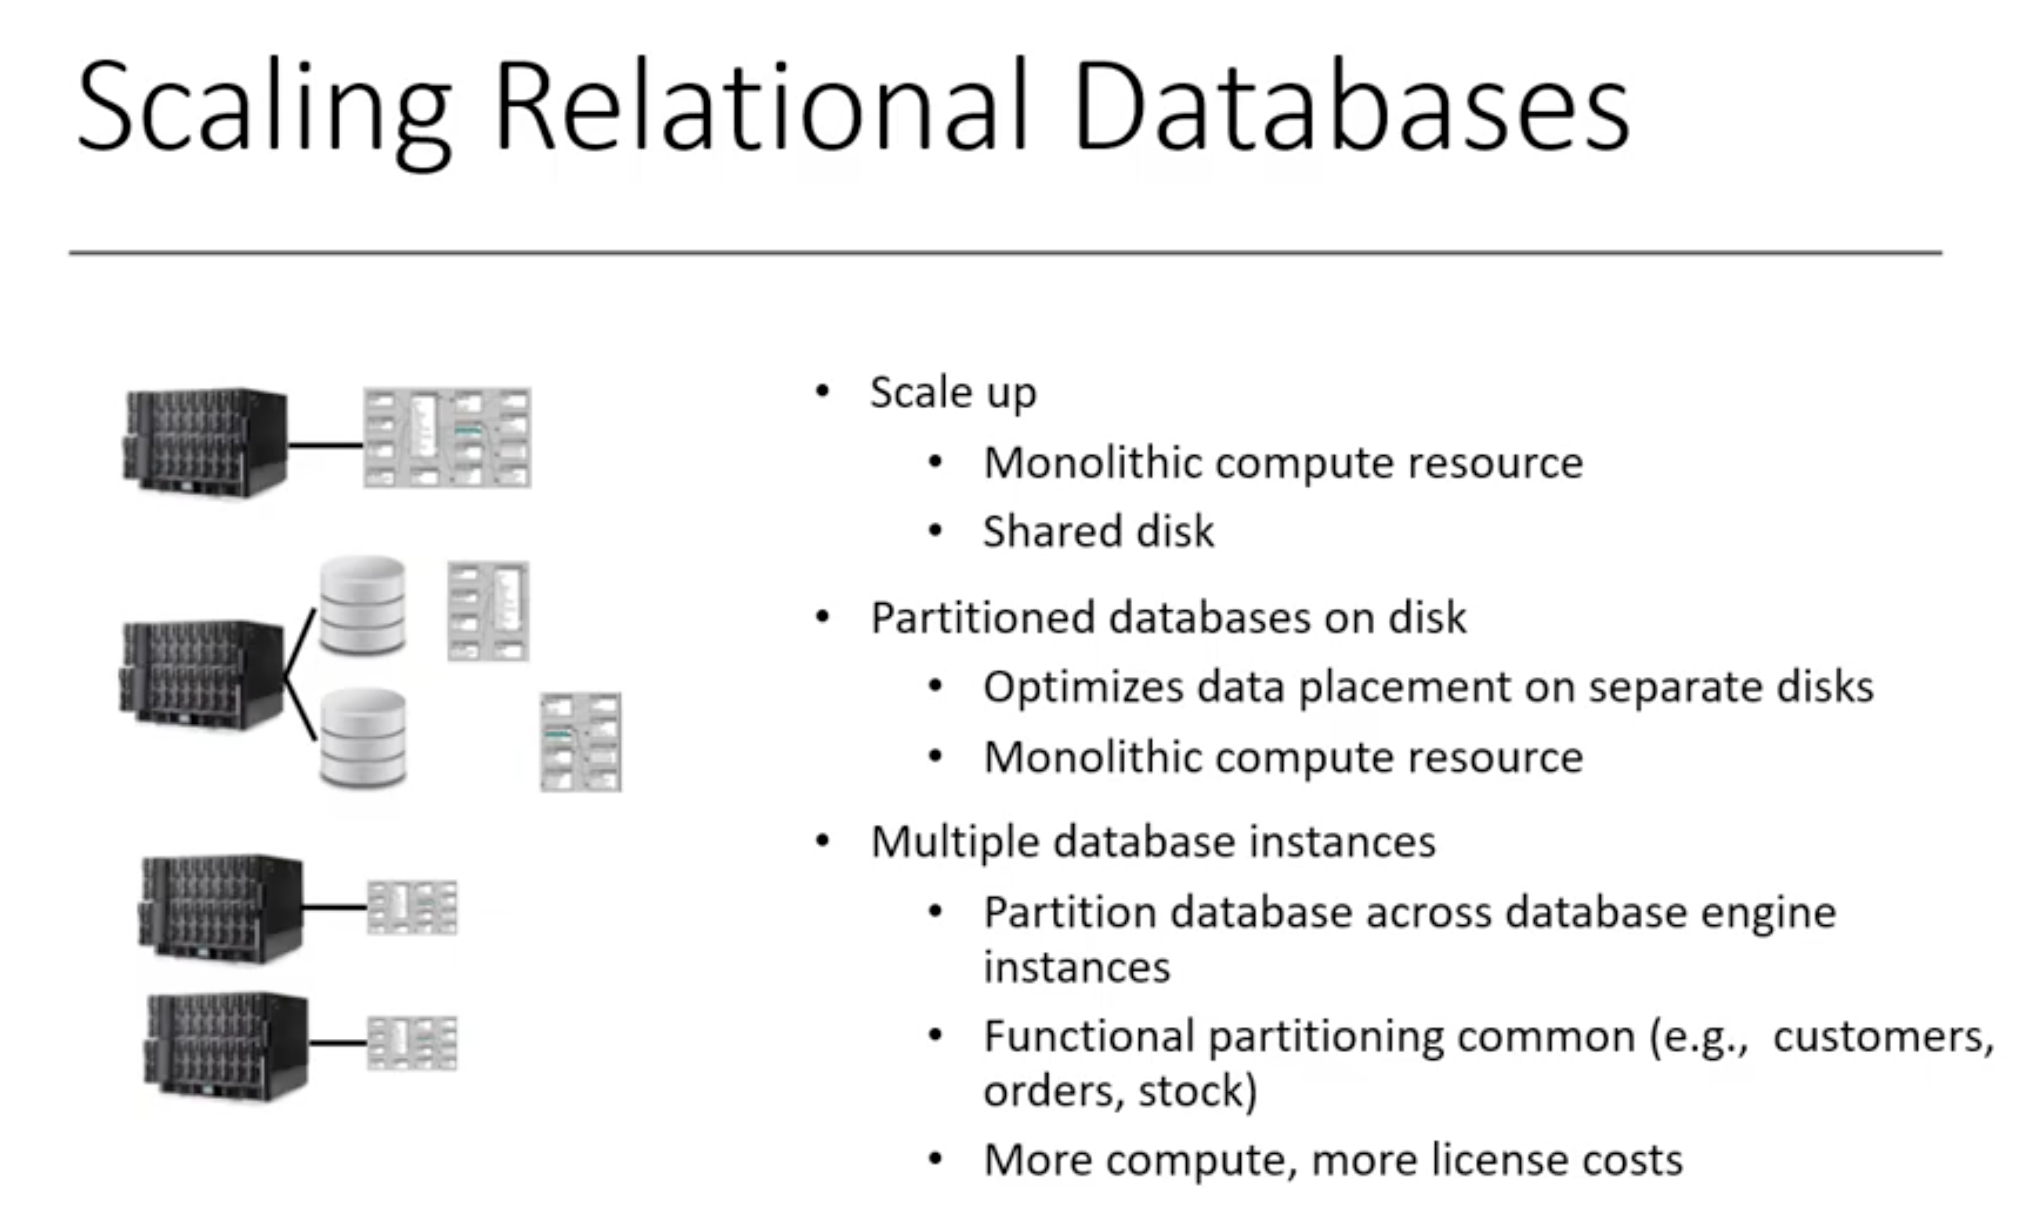 Scaling Relational Databases
• Scale up
• Monolithic compute resource
• Shared disk
• Partitioned databases on disk
• Optimizes data placement on separate disks
• Monolithic compute resource
• Multiple database instances
• Partition database across database engine
instances
• Functional partitioning common (e.g., customers,
orders, stock)
• More compute, more license costs